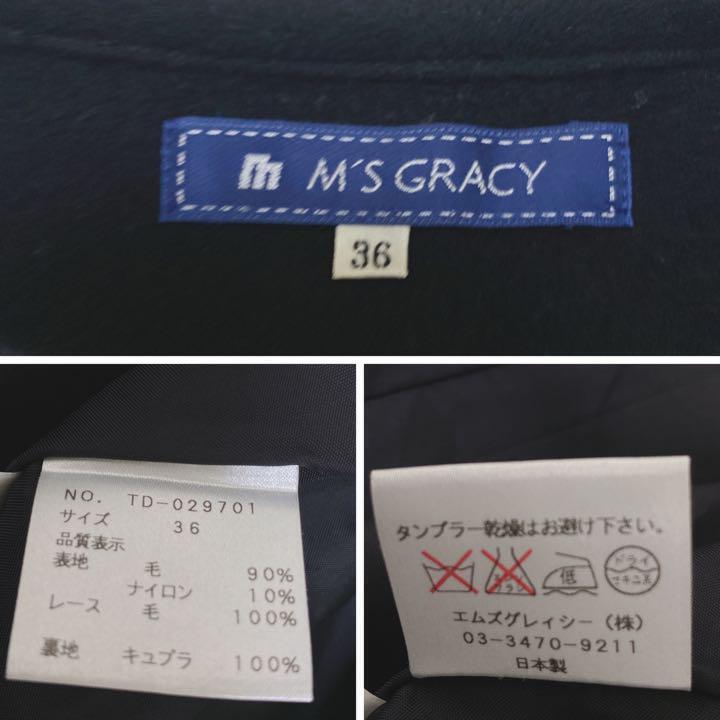 M'S GRACY
36
NO. TD-029701
サイズ 36
品質表示
表地 毛 90%
ナイロン 10%
レース 毛 100%
裏地 キュプラ 100%
タンブラー乾燥はお避け下さい。
低 ドライ
エムズグレィシー(株)
03-3470-9211
日本製